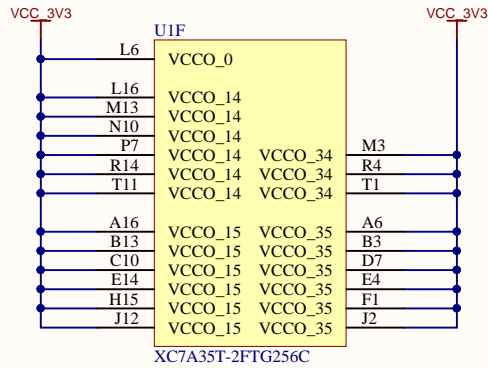 VCC_3V3 VCC_3V3
U1F
L6 VCCO_0
L16 VCCO_14
M13 VCCO_14
N10 VCCO_14
P7 VCCO_14 VCCO_34 M3
R14 VCCO_14 VCCO_34 R4
T11 VCCO_14 VCCO_34 T1
A16 VCCO_15 VCCO_35 A6
B13 VCCO_15 VCCO_35 B3
C10 VCCO_15 VCCO_35 D7
E14 VCCO_15 VCCO_35 E4
H15 VCCO_15 VCCO_35 F1
J12 VCCO_15 VCCO_35 J2
XC7A35T-2FTG256C